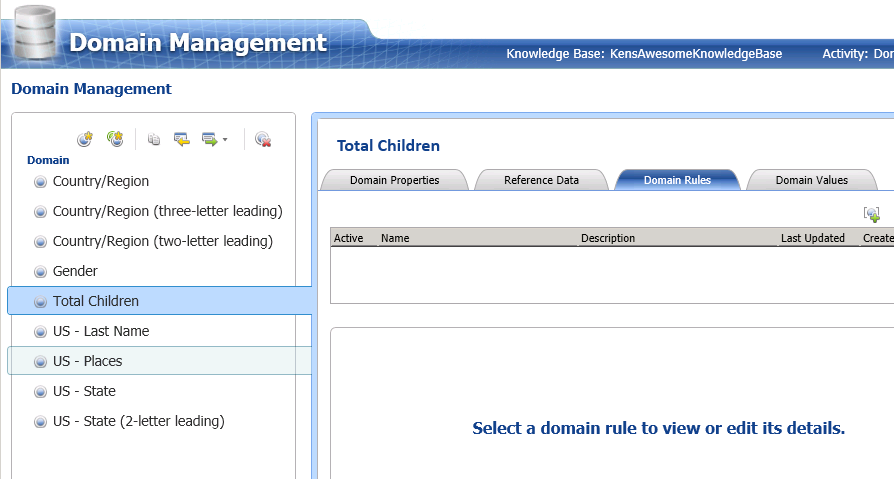 Domain Management
Knowledge Base: KensAwesomeKnowledgeBase Activity: Dor
Domain Management
Domain
Country/Region
Country/Region (three-letter leading)
Country/Region (two-letter leading)
Gender
Total Children
US - Last Name
US - Places
US - State
US - State (2-letter leading)
Total Children
Domain Properties Reference Data Domain Rules Domain Values
Active Name Description Last Updated Create
Select a domain rule to view or edit its details.